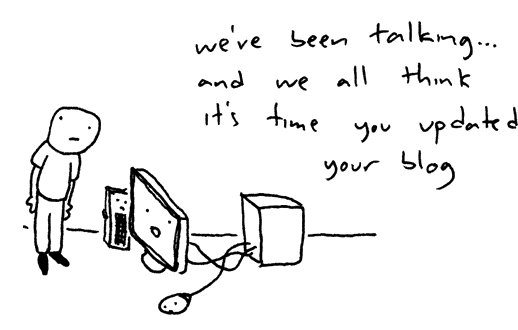 we've been talking...
and we all think
it's time you updated
your blog